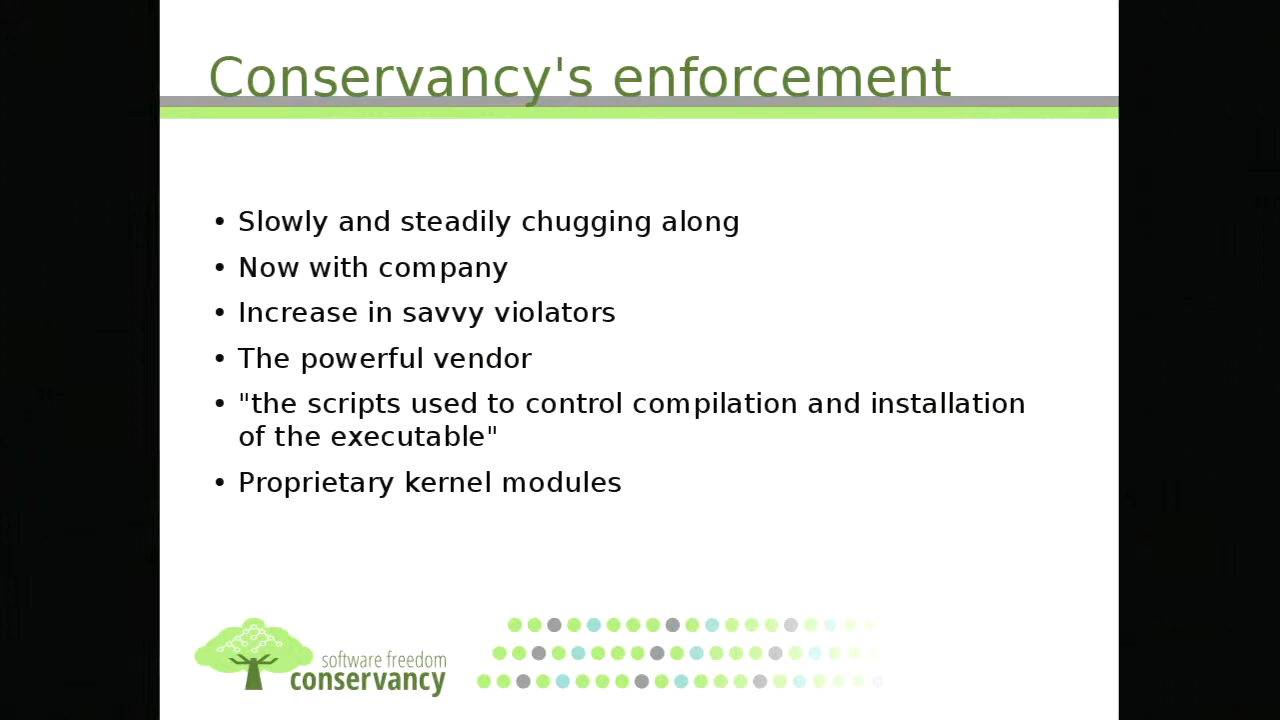 Conservancy's enforcement
• Slowly and steadily chugging along
• Now with company
• Increase in savvy violators
• The powerful vendor
• "the scripts used to control compilation and installation
of the executable"
• Proprietary kernel modules
software freedom
conservancy